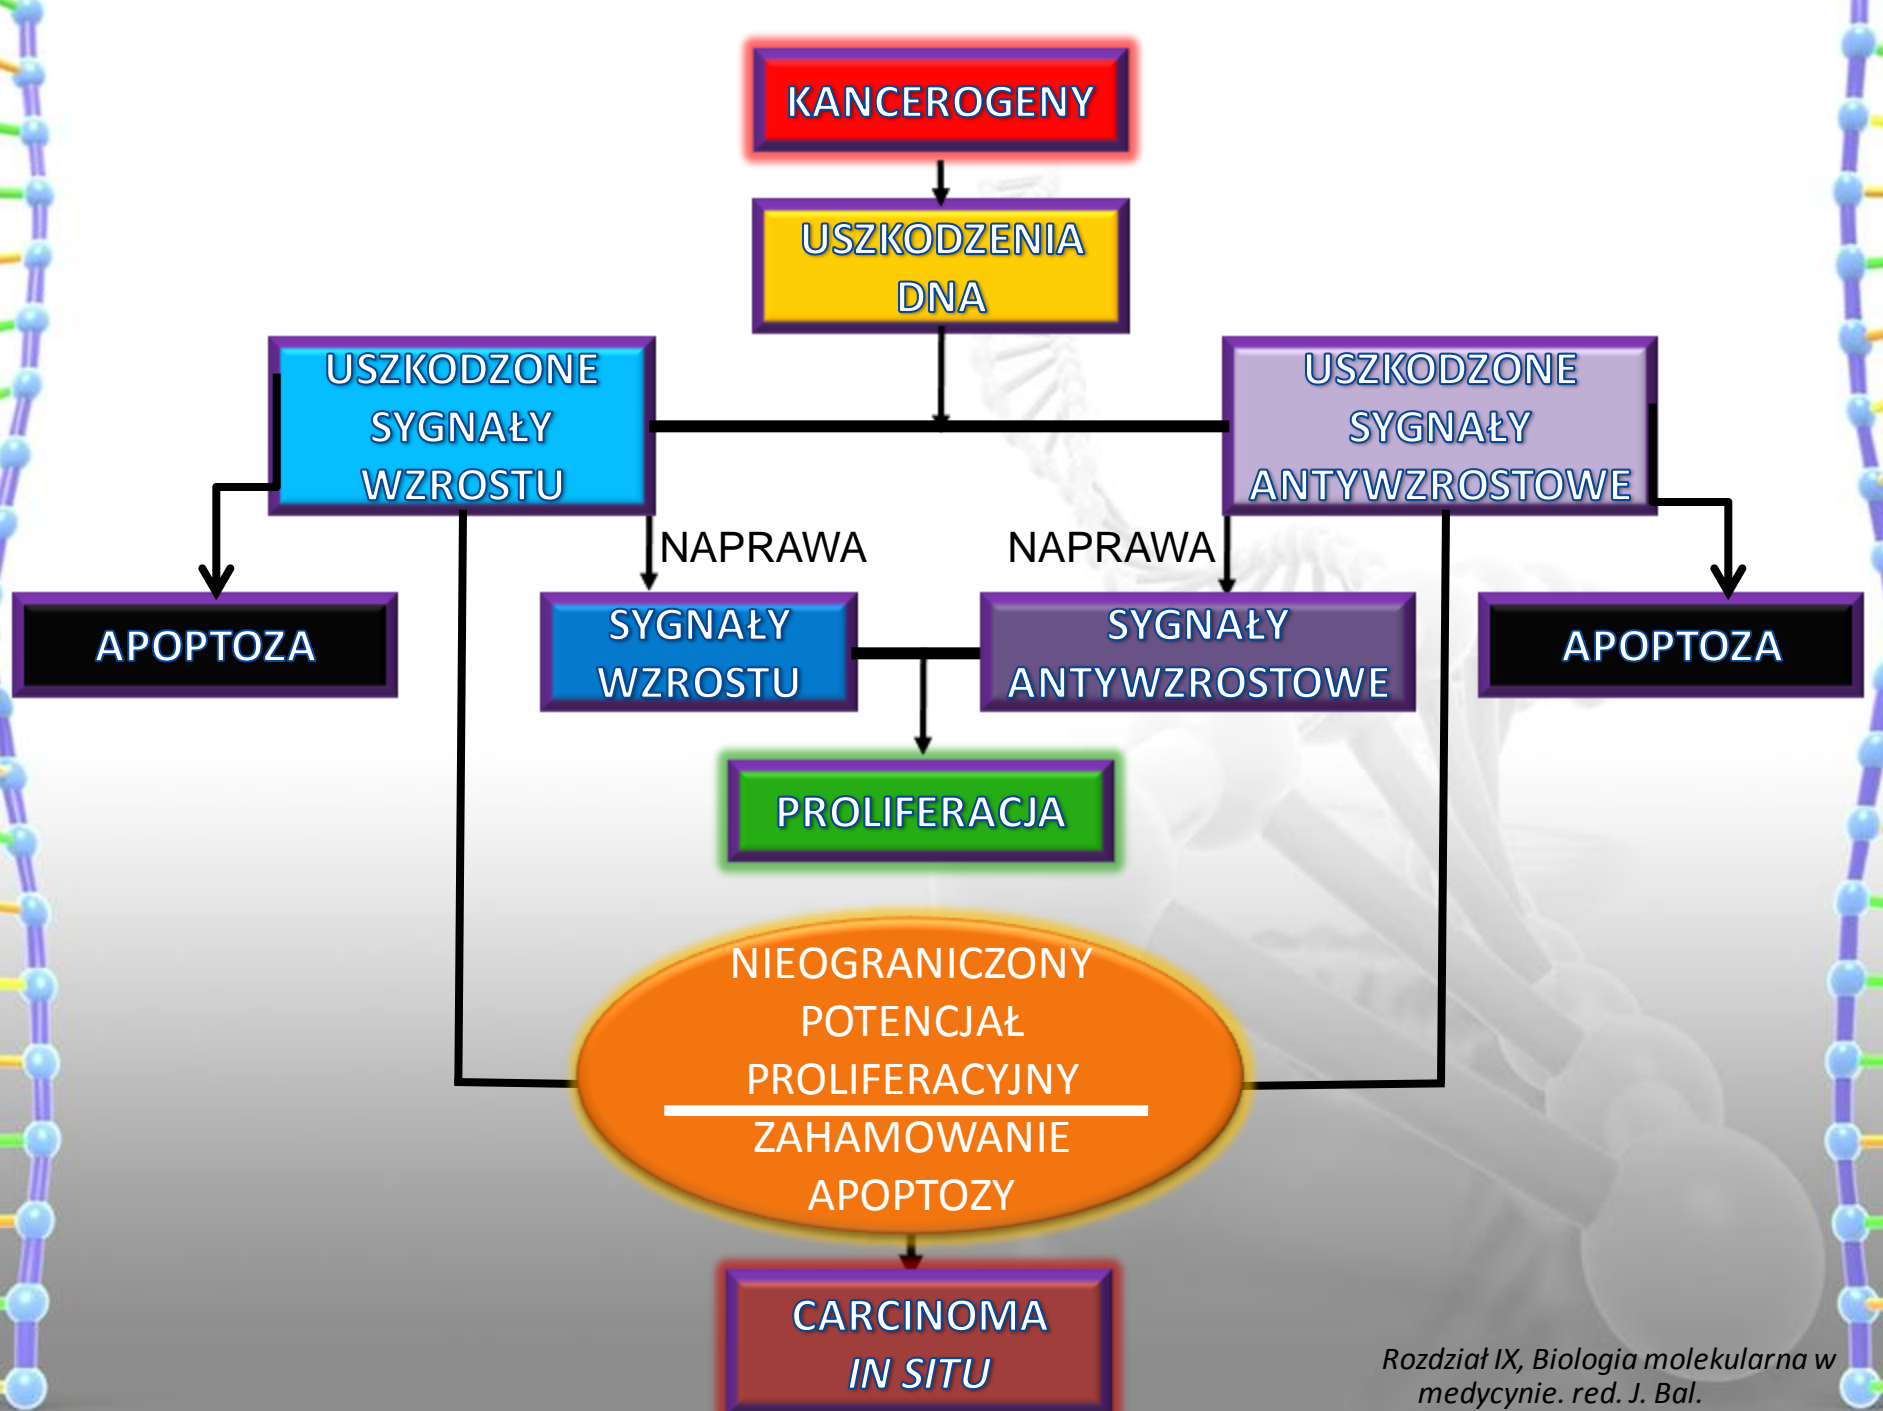 KANCEROGENY
USZKODZENIA
DNA
USZKODZONE
SYGNAŁY
WZROSTU
USZKODZONE
SYGNAŁY
ANTYWZROSTOWE
NAPRAWA
NAPRAWA
APOPTOZA
SYGNAŁY
WZROSTU
SYGNAŁY
ANTYWZROSTOWE
APOPTOZA
PROLIFERACJA
NIEOGRANICZONY
POTENCJAŁ
PROLIFERACYJNY
ZAHAMOWANIE
APOPTOZY
CARCINOMA
IN SITU
Rozdział IX, Biologia molekularna w
medycynie. red. J. Bal.